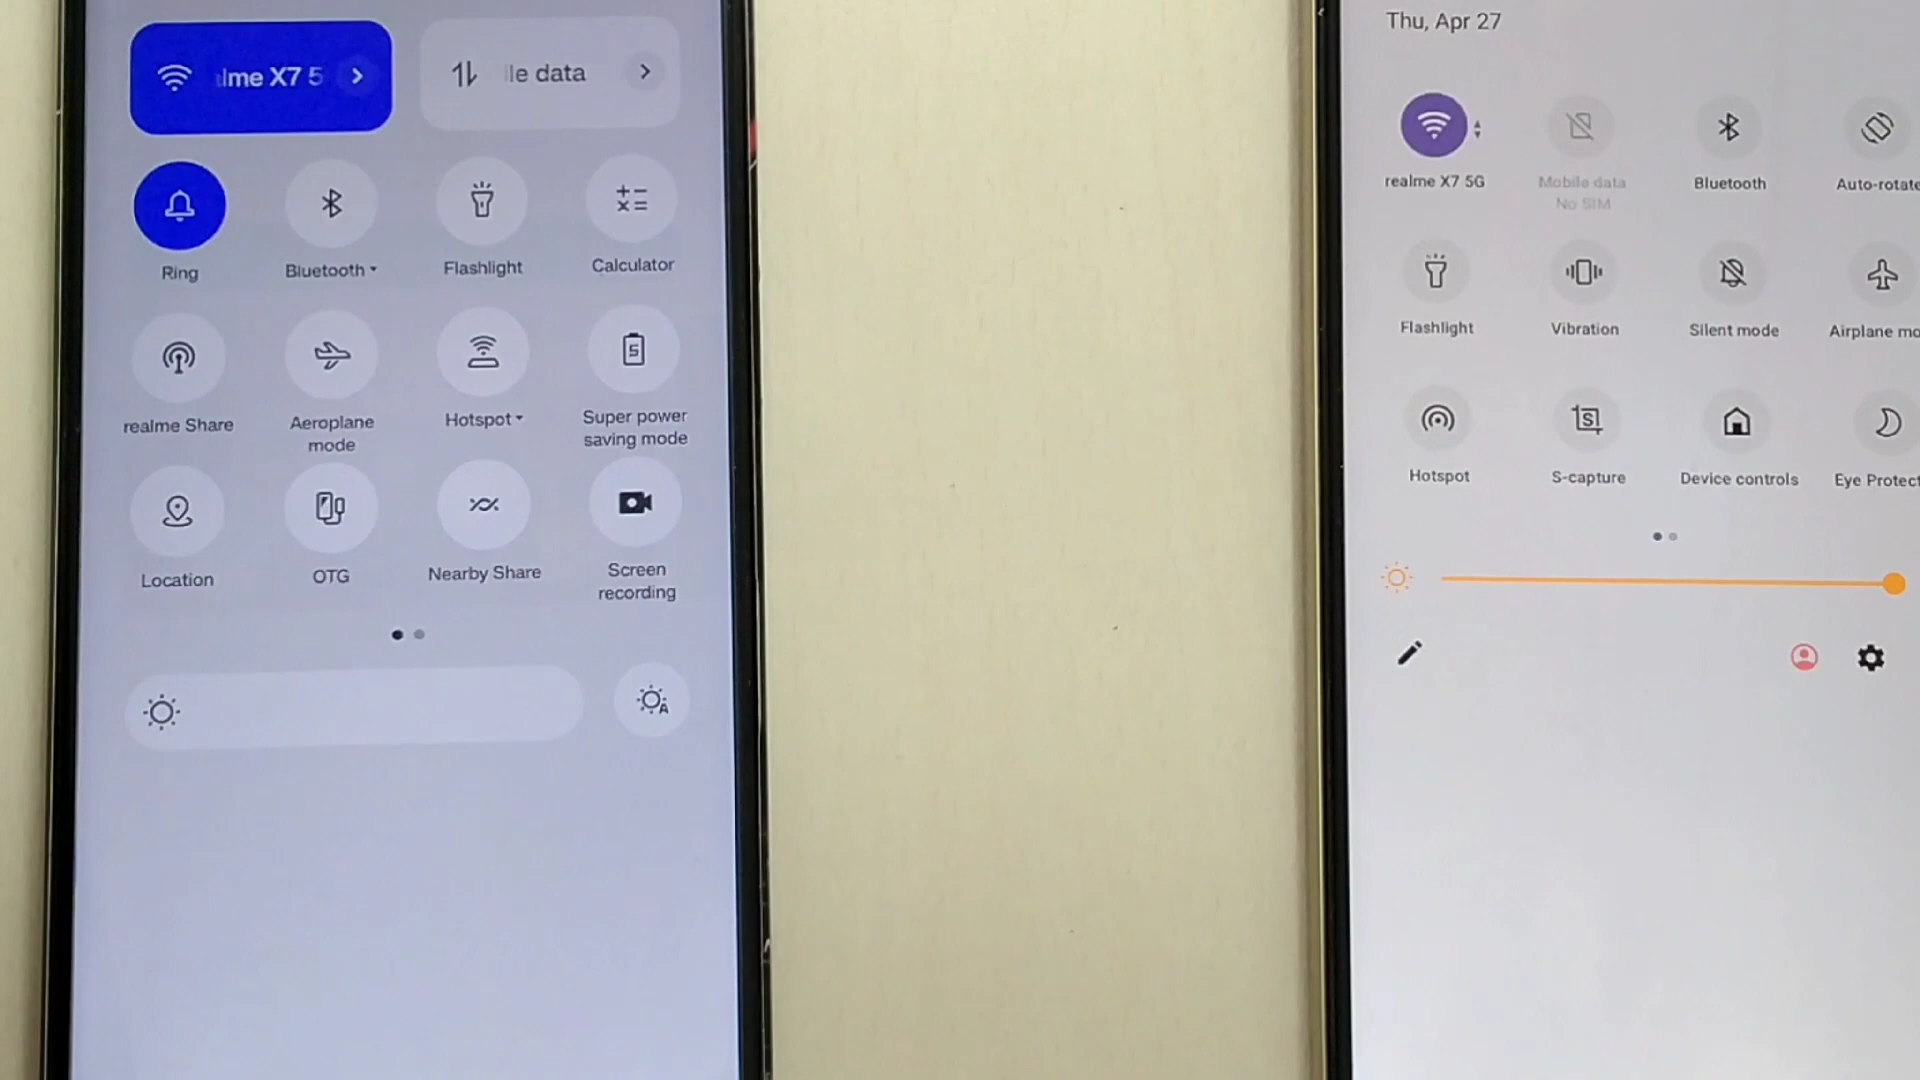 lme X7 5
le data
Ring
Bluetooth
Flashlight
Calculator
realme Share
Aeroplane
mode
Hotspot
Super power
saving mode
Location
OTG
Nearby Share
Screen
recording
Thu, Apr 27
realme X7 5G
Mobile data
No SIM
Bluetooth
Auto-rotate
Flashlight
Vibration
Silent mode
Airplane mo
Hotspot
S-capture
Device controls
Eye Protect